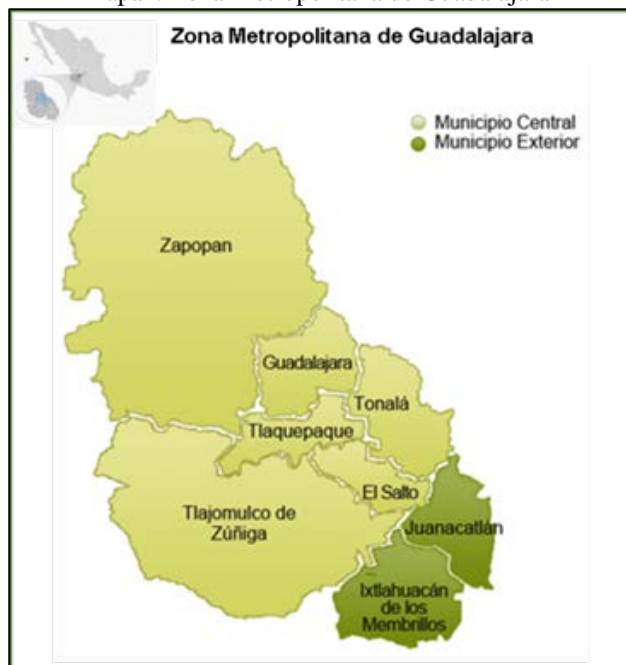 Zona Metropolitana de Guadalajara
Municipio Central
Municipio Exterior
Zapopan
Guadalajara
Tonalá
Tlaquepaque
El Salto
Tlajomulco de
Zúñiga
Juanacatlán
Ixtlahuacán
de los
Membrillos